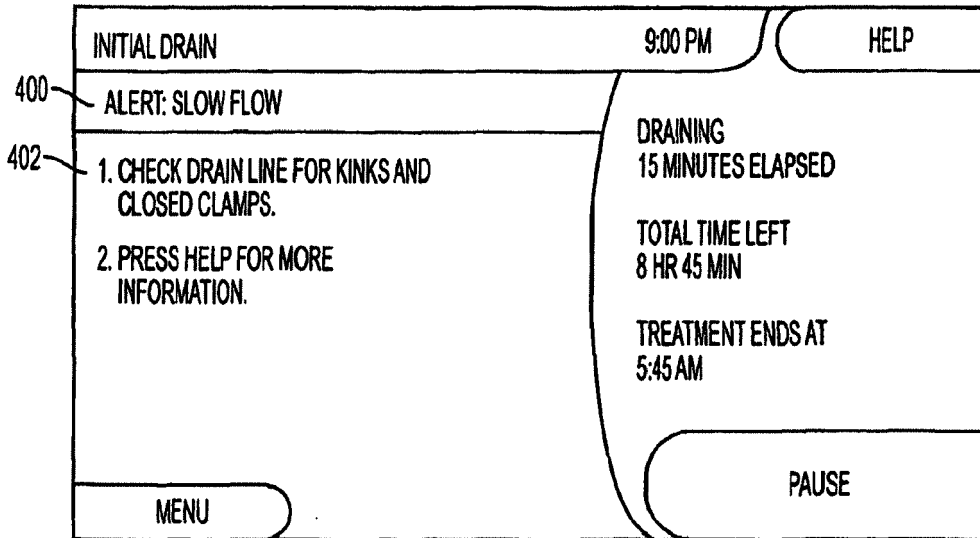 INITIAL DRAIN
9:00 PM
HELP
400
ALERT: SLOW FLOW
402
1. CHECK DRAIN LINE FOR KINKS AND
CLOSED CLAMPS.
2. PRESS HELP FOR MORE
INFORMATION.
DRAINING
15 MINUTES ELAPSED
TOTAL TIME LEFT
8 HR 45 MIN
TREATMENT ENDS AT
5:45 AM
MENU
PAUSE